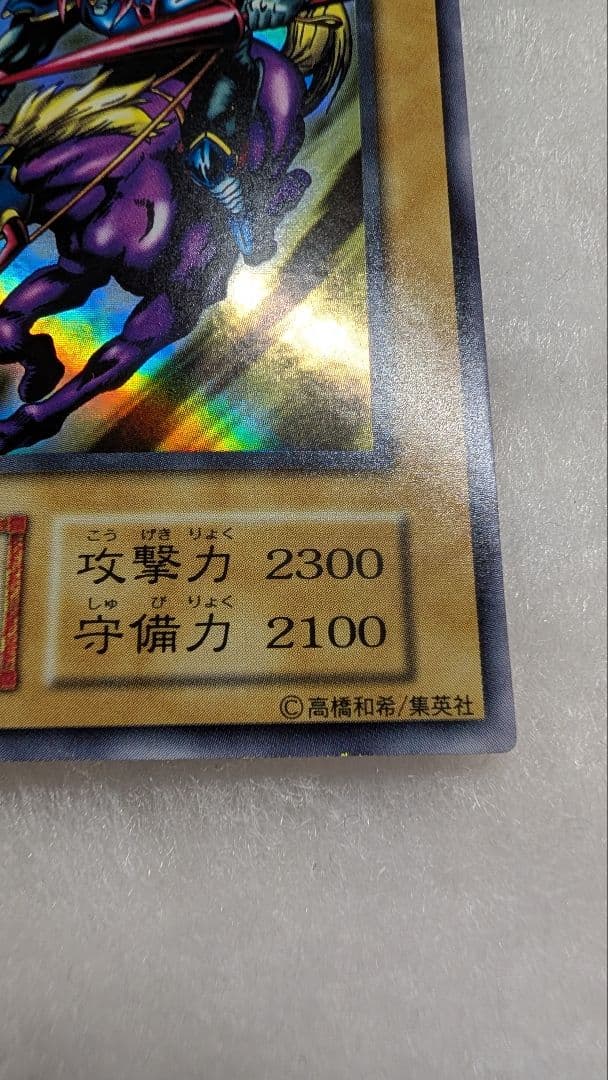 こうげきりょく
攻撃力 2300
しゅびりょく
守備力 2100
©高橋和希/集英社